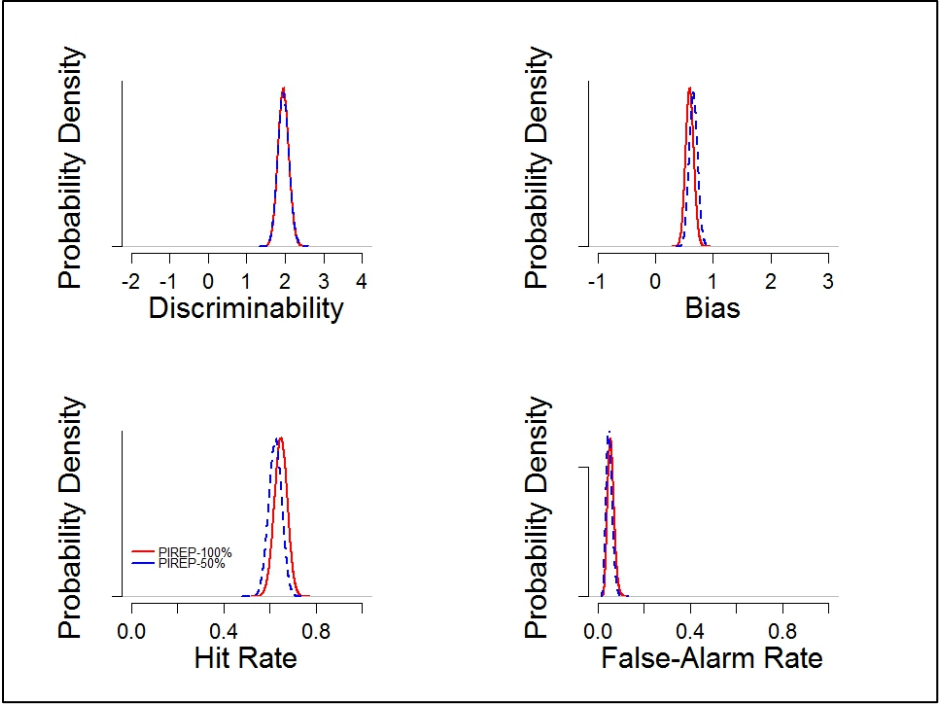 Probability Density
-2 -1 0 1 2 3 4
Discriminability
Probability Density
-1 0 1 2 3
Bias
Probability Density
PIREP-100%
PIREP-50%
0.0 0.4 0.8
Hit Rate
Probability Density
0.0 0.4 0.8
False-Alarm Rate